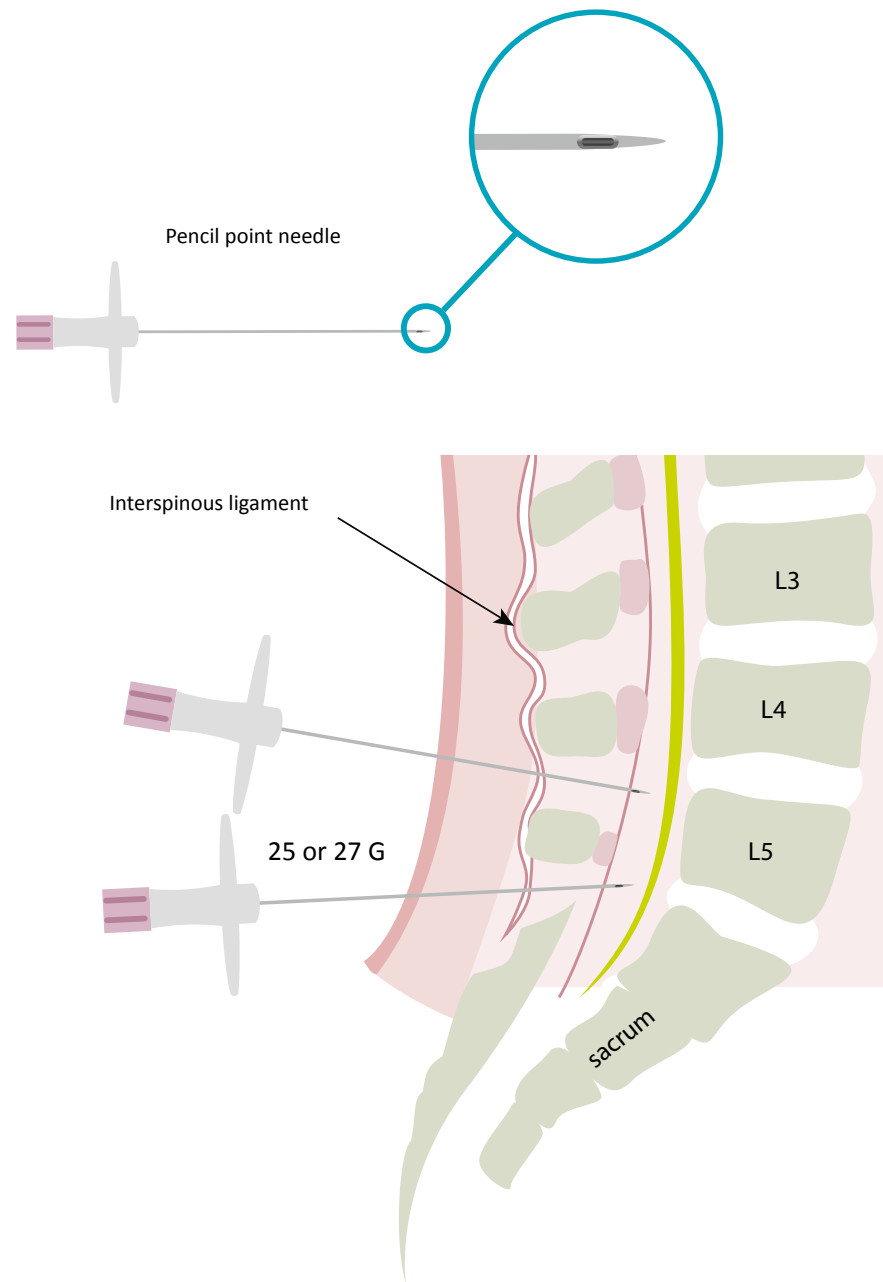 Pencil point needle
Interspinous ligament
L3
L4
25 or 27 G
L5
sacrum